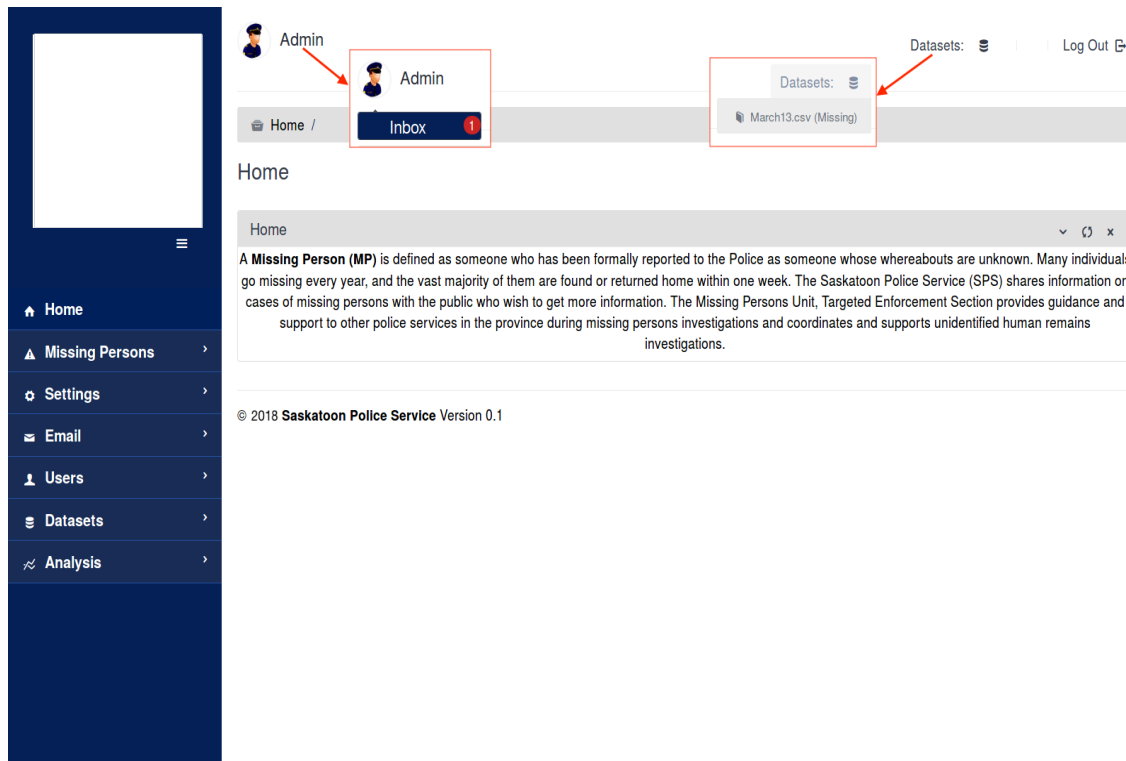 Admin
Datasets:
Log Out
Admin
Inbox 1
Datasets:
March13.csv (Missing)
Home /
Home
Home
A Missing Person (MP) is defined as someone who has been formally reported to the Police as someone whose whereabouts are unknown. Many individuals
go missing every year, and the vast majority of them are found or returned home within one week. The Saskatoon Police Service (SPS) shares information on
cases of missing persons with the public who wish to get more information. The Missing Persons Unit, Targeted Enforcement Section provides guidance and
support to other police services in the province during missing persons investigations and coordinates and supports unidentified human remains
investigations.
© 2018 Saskatoon Police Service Version 0.1
Home
Missing Persons
Settings
Email
Users
Datasets
Analysis